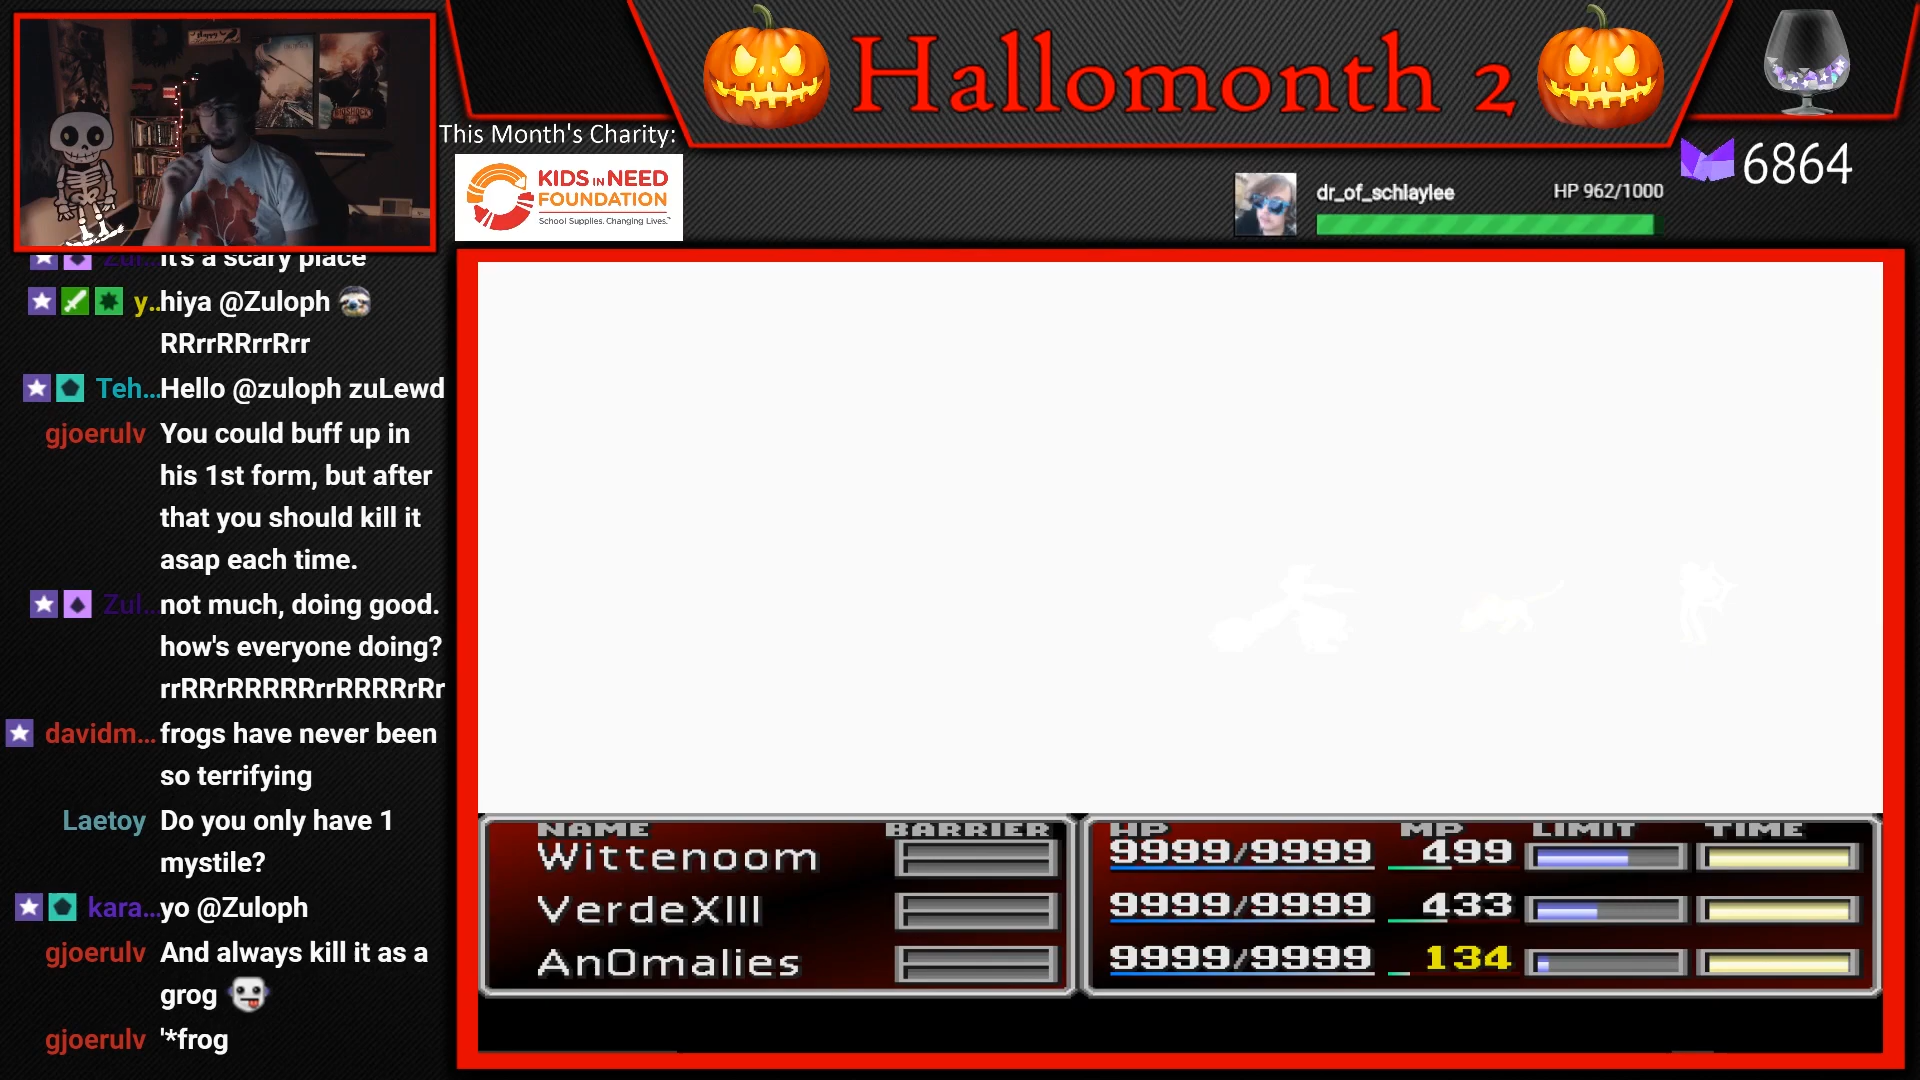 Hallomonth 2
This Month's Charity:
KIDS IN NEED
FOUNDATION
School Supplies. Changing Lives.
6864
dr_of_schlaylee HP 962/1000
Zul... it's a scary place
y.. hiya @Zuloph
RRrrRRrrRrr
Teh... Hello @zuloph zuLewd
gjoerulv You could buff up in
his 1st form, but after
that you should kill it
asap each time.
Zul... not much, doing good.
how's everyone doing?
rrRRrRRRRRrrRRRRrRr
davidm... frogs have never been
so terrifying
Laetoy Do you only have 1
mystile?
kara... yo @Zuloph
gjoerulv And always kill it as a
grog
gjoerulv '*frog
NAME BARRIER HP MP LIMIT TIME
Wittenoom 9999/9999 499
VerdeXIII 9999/9999 433
An0malies 9999/9999 134